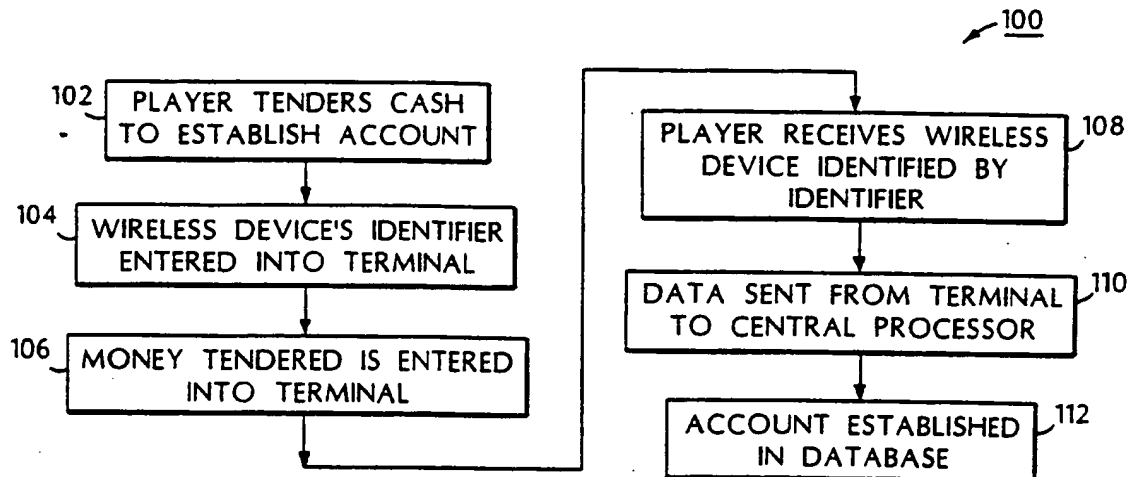 100
102
PLAYER TENDERS CASH
TO ESTABLISH ACCOUNT
104
WIRELESS DEVICE'S IDENTIFIER
ENTERED INTO TERMINAL
106
MONEY TENDERED IS ENTERED
INTO TERMINAL
108
PLAYER RECEIVES WIRELESS
DEVICE IDENTIFIED BY
IDENTIFIER
110
DATA SENT FROM TERMINAL
TO CENTRAL PROCESSOR
112
ACCOUNT ESTABLISHED
IN DATABASE